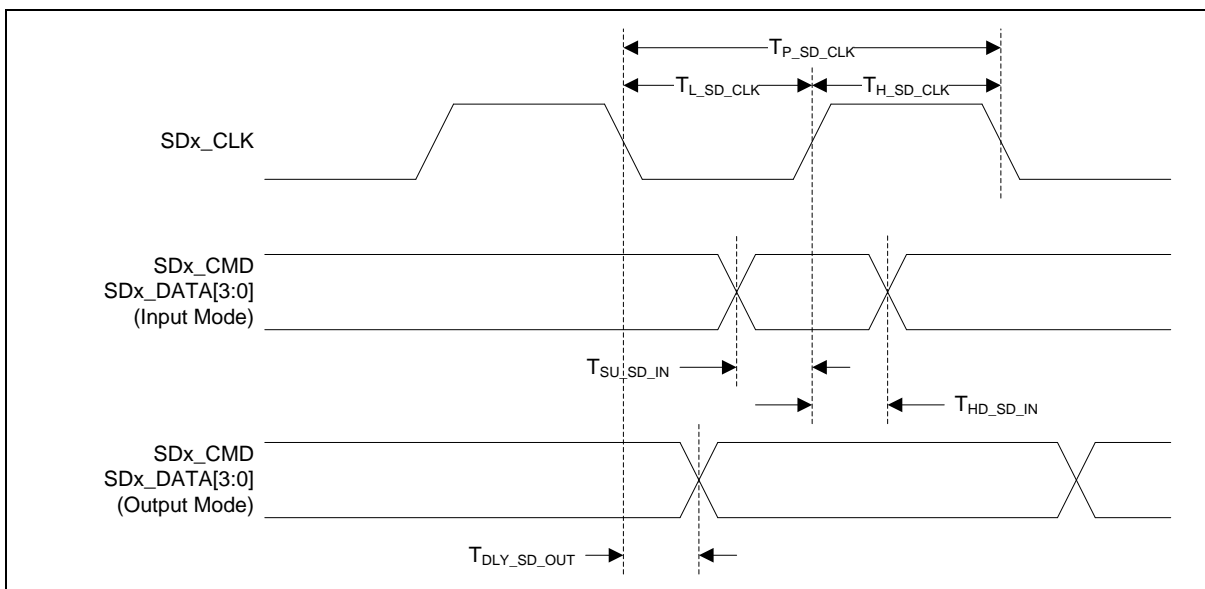 T_P_SD_CLK
T_L_SD_CLK
T_H_SD_CLK
SDx_CLK
SDx_CMD
SDx_DATA[3:0]
(Input Mode)
T_SU_SD_IN
T_HD_SD_IN
SDx_CMD
SDx_DATA[3:0]
(Output Mode)
T_DLY_SD_OUT